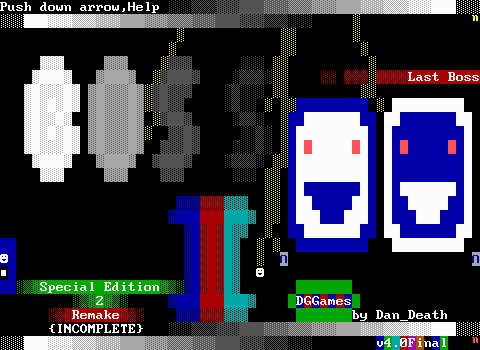 Push down arrow,Help
n
Last Boss
n n
Special Edition
2
DGGames
Remake
by Dan_Death
{INCOMPLETE}
v4.0Final n